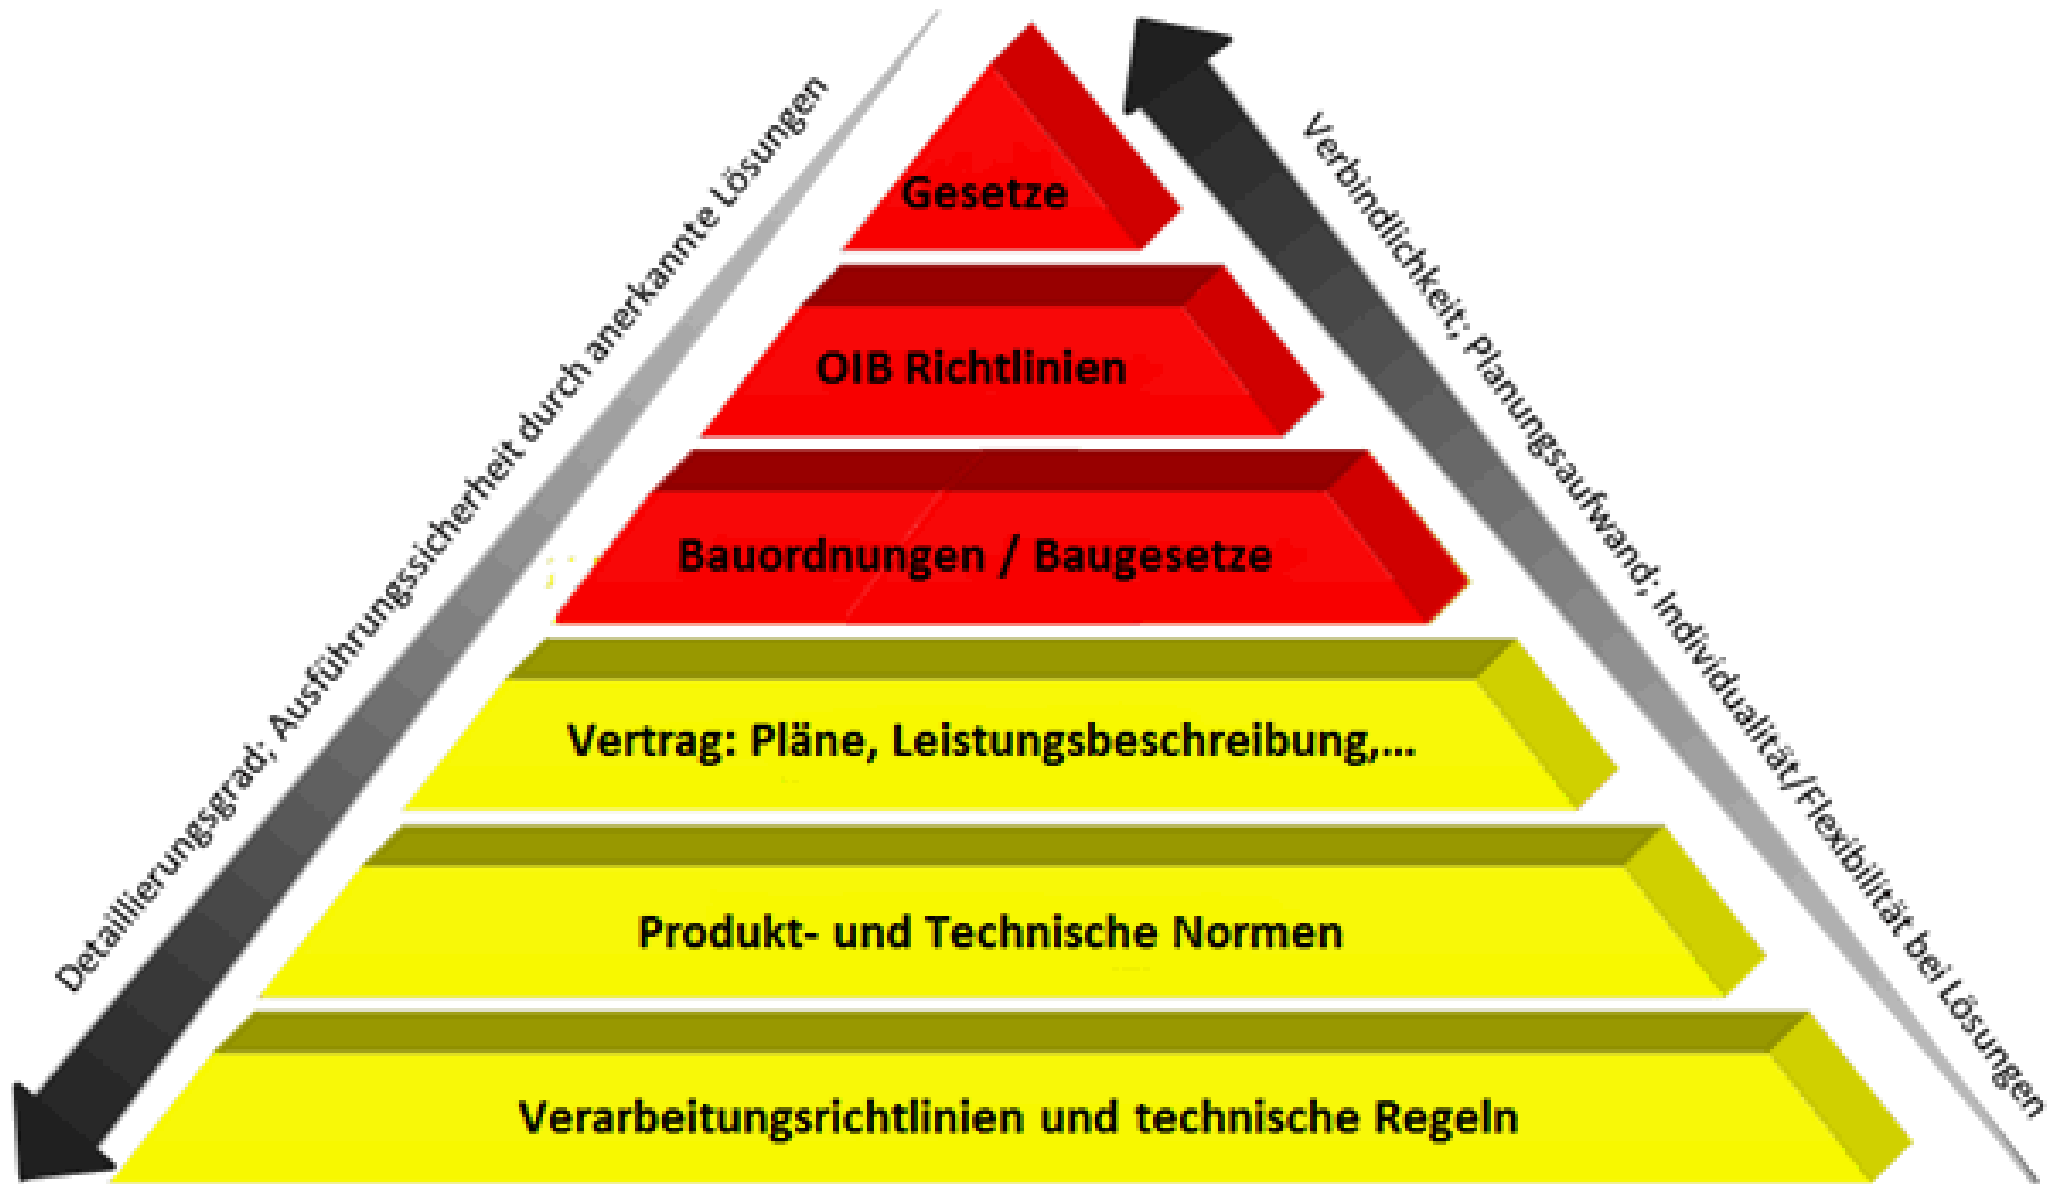 Gesetze
OIB Richtlinien
Bauordnungen / Baugesetze
Vertrag: Pläne, Leistungsbeschreibung,...
Produkt- und Technische Normen
Verarbeitungsrichtlinien und technische Regeln
Detaillierungsgrad; Ausführungssicherheit durch anerkannte Lösungen
Verbindlichkeit; Planungsaufwand; Individualität/Flexibilität bei Lösungen